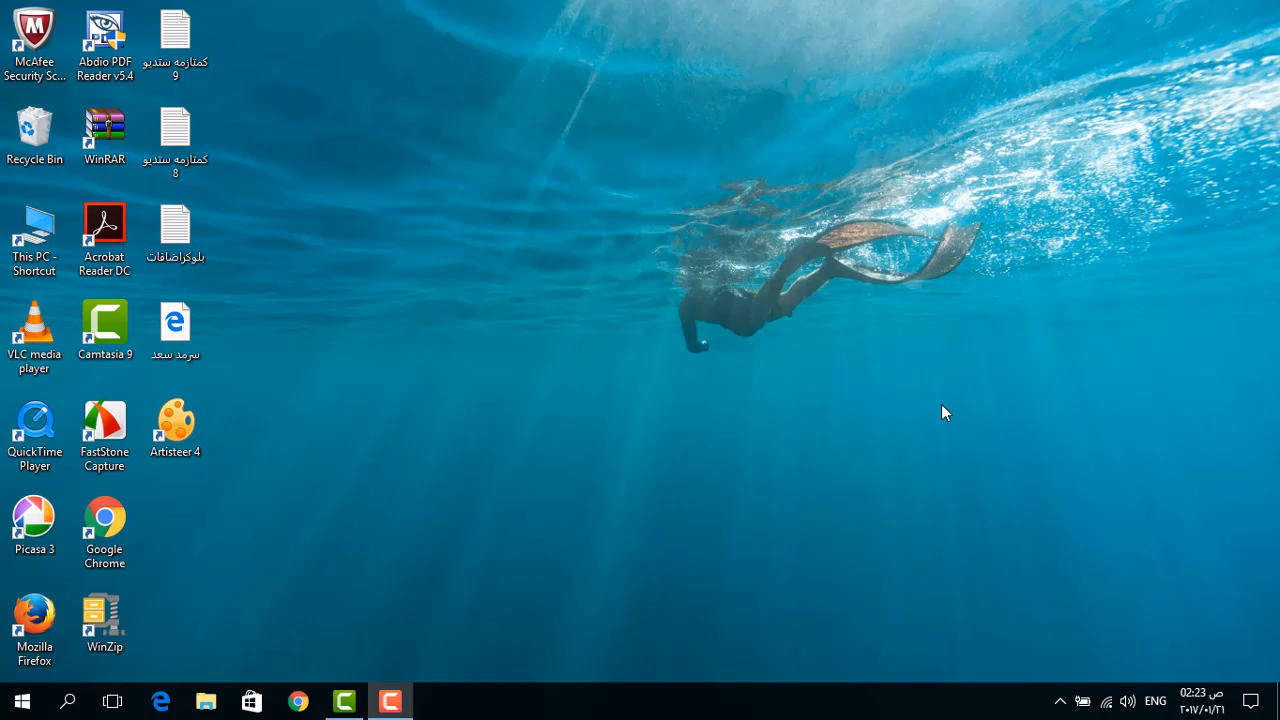 McAfee
Security Sc...
Abdio PDF
Reader v5.4
كمتازمه ستديو
9
Recycle Bin
WinRAR
كمتازمه ستديو
8
This PC -
Shortcut
Acrobat
Reader DC
بلوكراضافات
VLC media
player
Camtasia 9
سرمد سعد
QuickTime
Player
FastStone
Capture
Artisteer 4
Picasa 3
Google
Chrome
Mozilla
Firefox
WinZip
ENG
02:23 ص
٢٠١٧/٠١/٣١